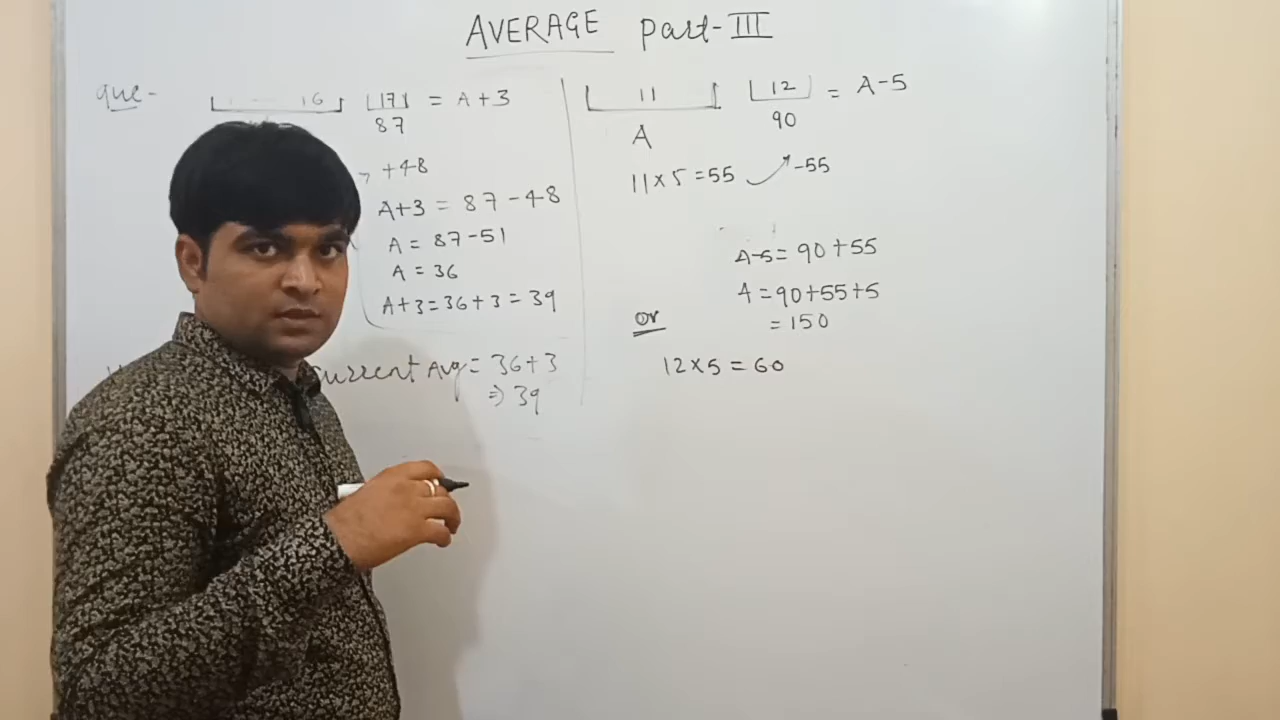 AVERAGE part-III
que-
16 17 = A+3
87
+48
A+3 = 87-48
A = 87-51
A = 36
A+3=36+3=39
current Avg = 36+3
⇒ 39
11 12 = A-5
A 90
11×5=55 -55
A-5=90+55
A=90+55+5
=150
or
12×5=60